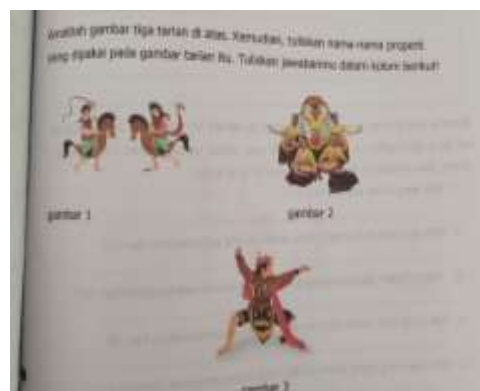 Amatilah gambar tiga tarian di atas. Kemudian, tuliskan nama-nama properti
yang dipakai pada gambar tarian itu. Tuliskan jawabanmu dalam kolom berikut!
gambar 1
gambar 2
gambar 3